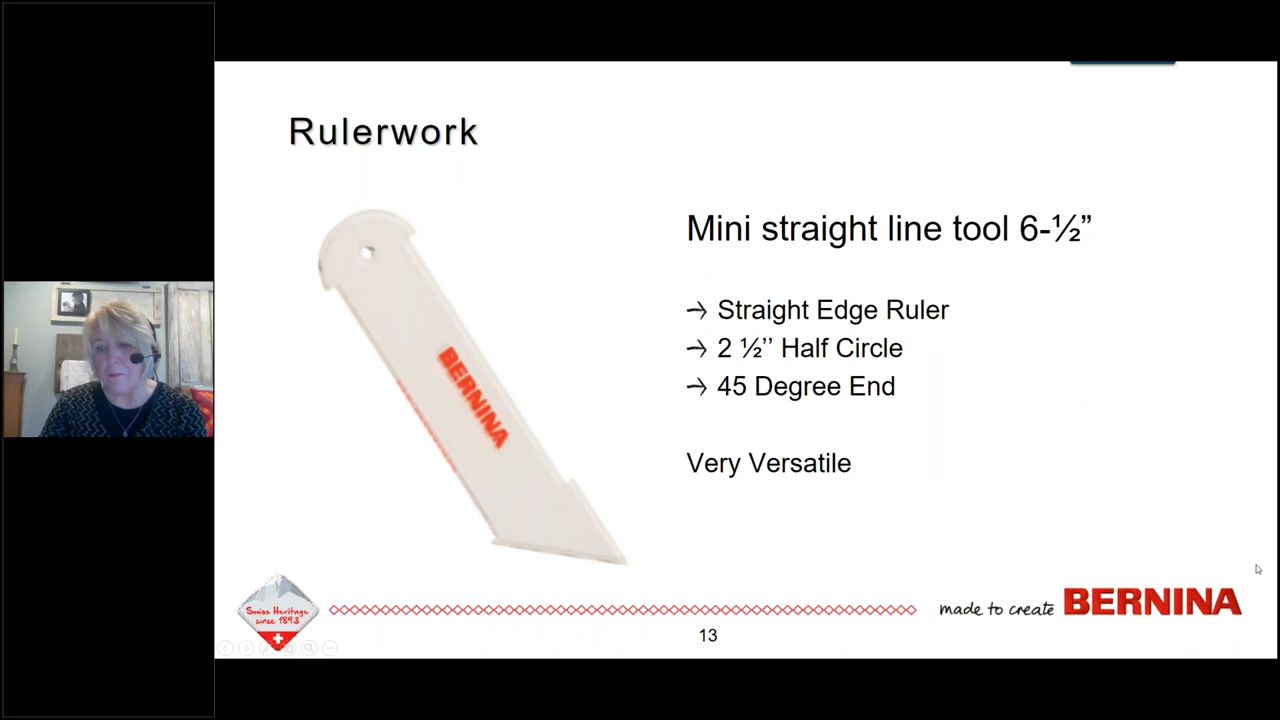 Rulerwork
Mini straight line tool 6-½”
→ Straight Edge Ruler
→ 2 ½’’ Half Circle
→ 45 Degree End
Very Versatile
BERNINA
Swiss Heritage
since 1893
made to create BERNINA
13